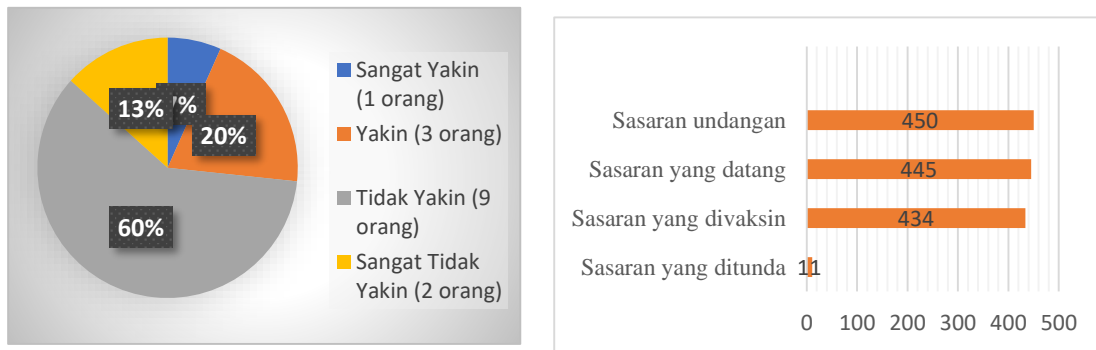 13%
7%
20%
60%
Sangat Yakin
(1 orang)
Yakin (3 orang)
Tidak Yakin (9
orang)
Sangat Tidak
Yakin (2 orang)
Sasaran undangan
450
Sasaran yang datang
445
Sasaran yang divaksin
434
Sasaran yang ditunda
11
0 100 200 300 400 500